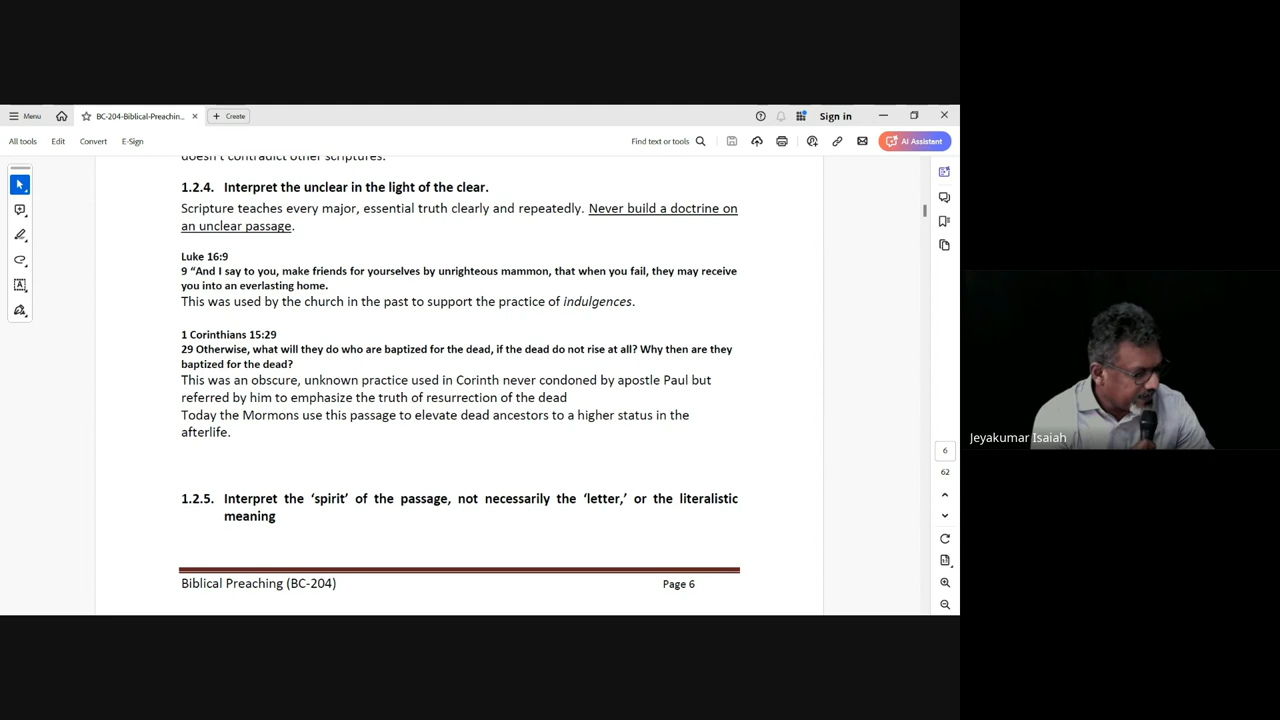 Menu
BC-204-Biblical-Preachin...
Create
Sign in
All tools
Edit
Convert
E-Sign
Find text or tools
AI Assistant
doesn't contradict other scriptures.
1.2.4. Interpret the unclear in the light of the clear.
Scripture teaches every major, essential truth clearly and repeatedly. Never build a doctrine on
an unclear passage.
Luke 16:9
9 “And I say to you, make friends for yourselves by unrighteous mammon, that when you fail, they may receive
you into an everlasting home.
This was used by the church in the past to support the practice of indulgences.
1 Corinthians 15:29
29 Otherwise, what will they do who are baptized for the dead, if the dead do not rise at all? Why then are they
baptized for the dead?
This was an obscure, unknown practice used in Corinth never condoned by apostle Paul but
referred by him to emphasize the truth of resurrection of the dead
Today the Mormons use this passage to elevate dead ancestors to a higher status in the
afterlife.
1.2.5. Interpret the ‘spirit’ of the passage, not necessarily the ‘letter,’ or the literalistic
meaning
Biblical Preaching (BC-204)
Page 6
6
62
Jeyakumar Isaiah